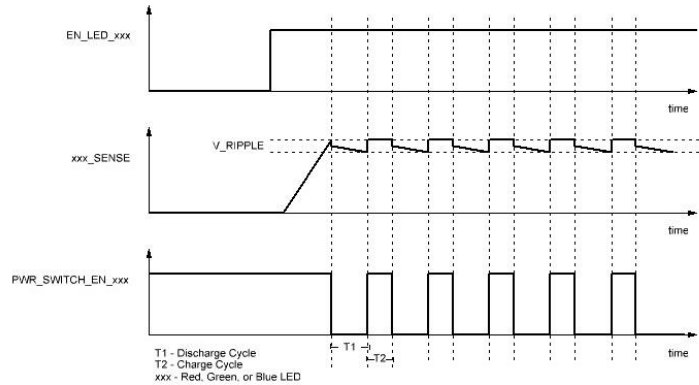 EN_LED_xxx
time
V_RIPPLE
xxx_SENSE
time
PWR_SWITCH_EN_xxx
time
T1
T2
T1 - Discharge Cycle
T2 - Charge Cycle
xxx - Red, Green, or Blue LED